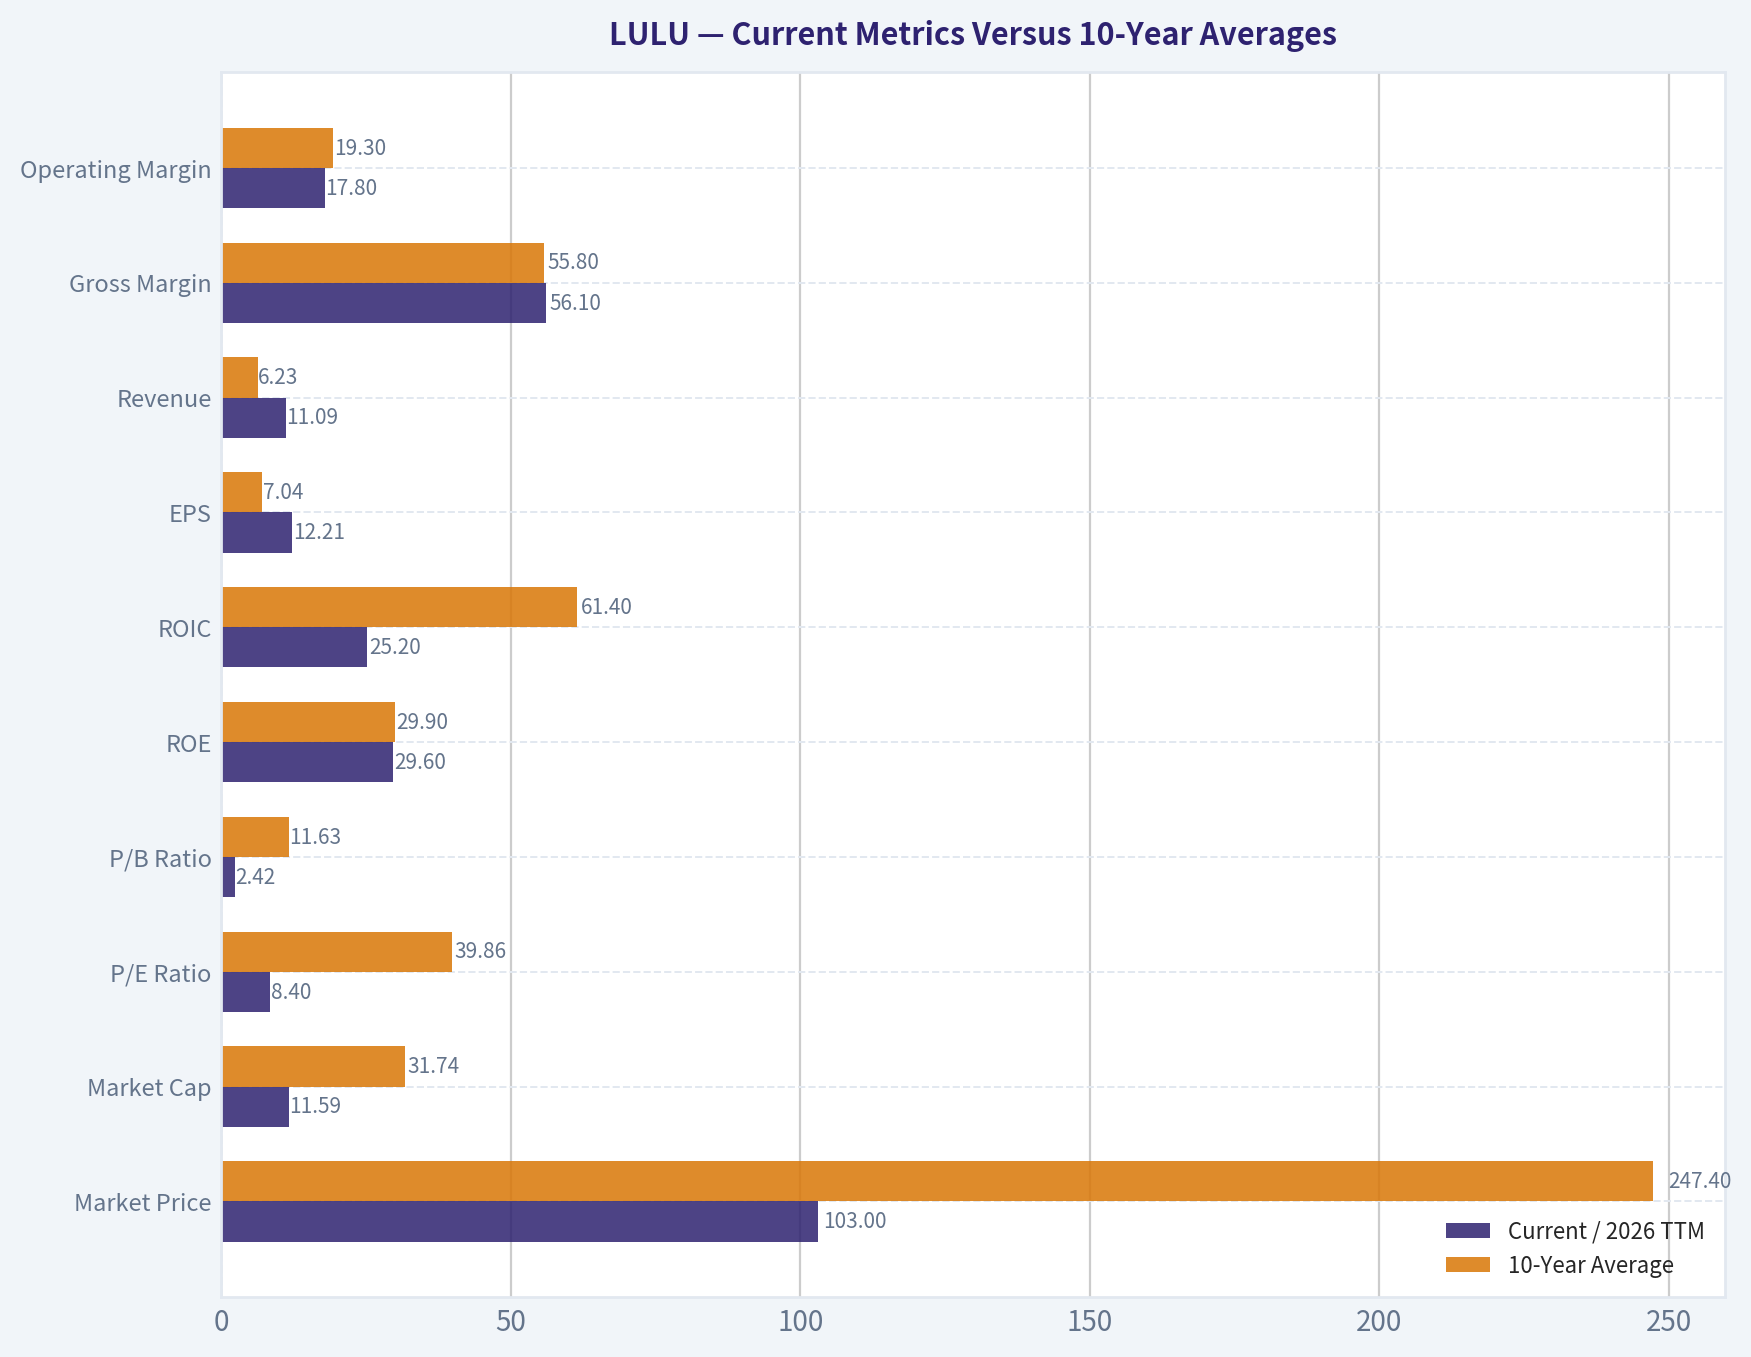 LULU — Current Metrics Versus 10-Year Averages
Operating Margin
19.30
17.80
Gross Margin
55.80
56.10
Revenue
6.23
11.09
EPS
7.04
12.21
ROIC
61.40
25.20
ROE
29.90
29.60
P/B Ratio
11.63
2.42
P/E Ratio
39.86
8.40
Market Cap
31.74
11.59
Market Price
247.40
103.00
Current / 2026 TTM
10-Year Average
0 50 100 150 200 250